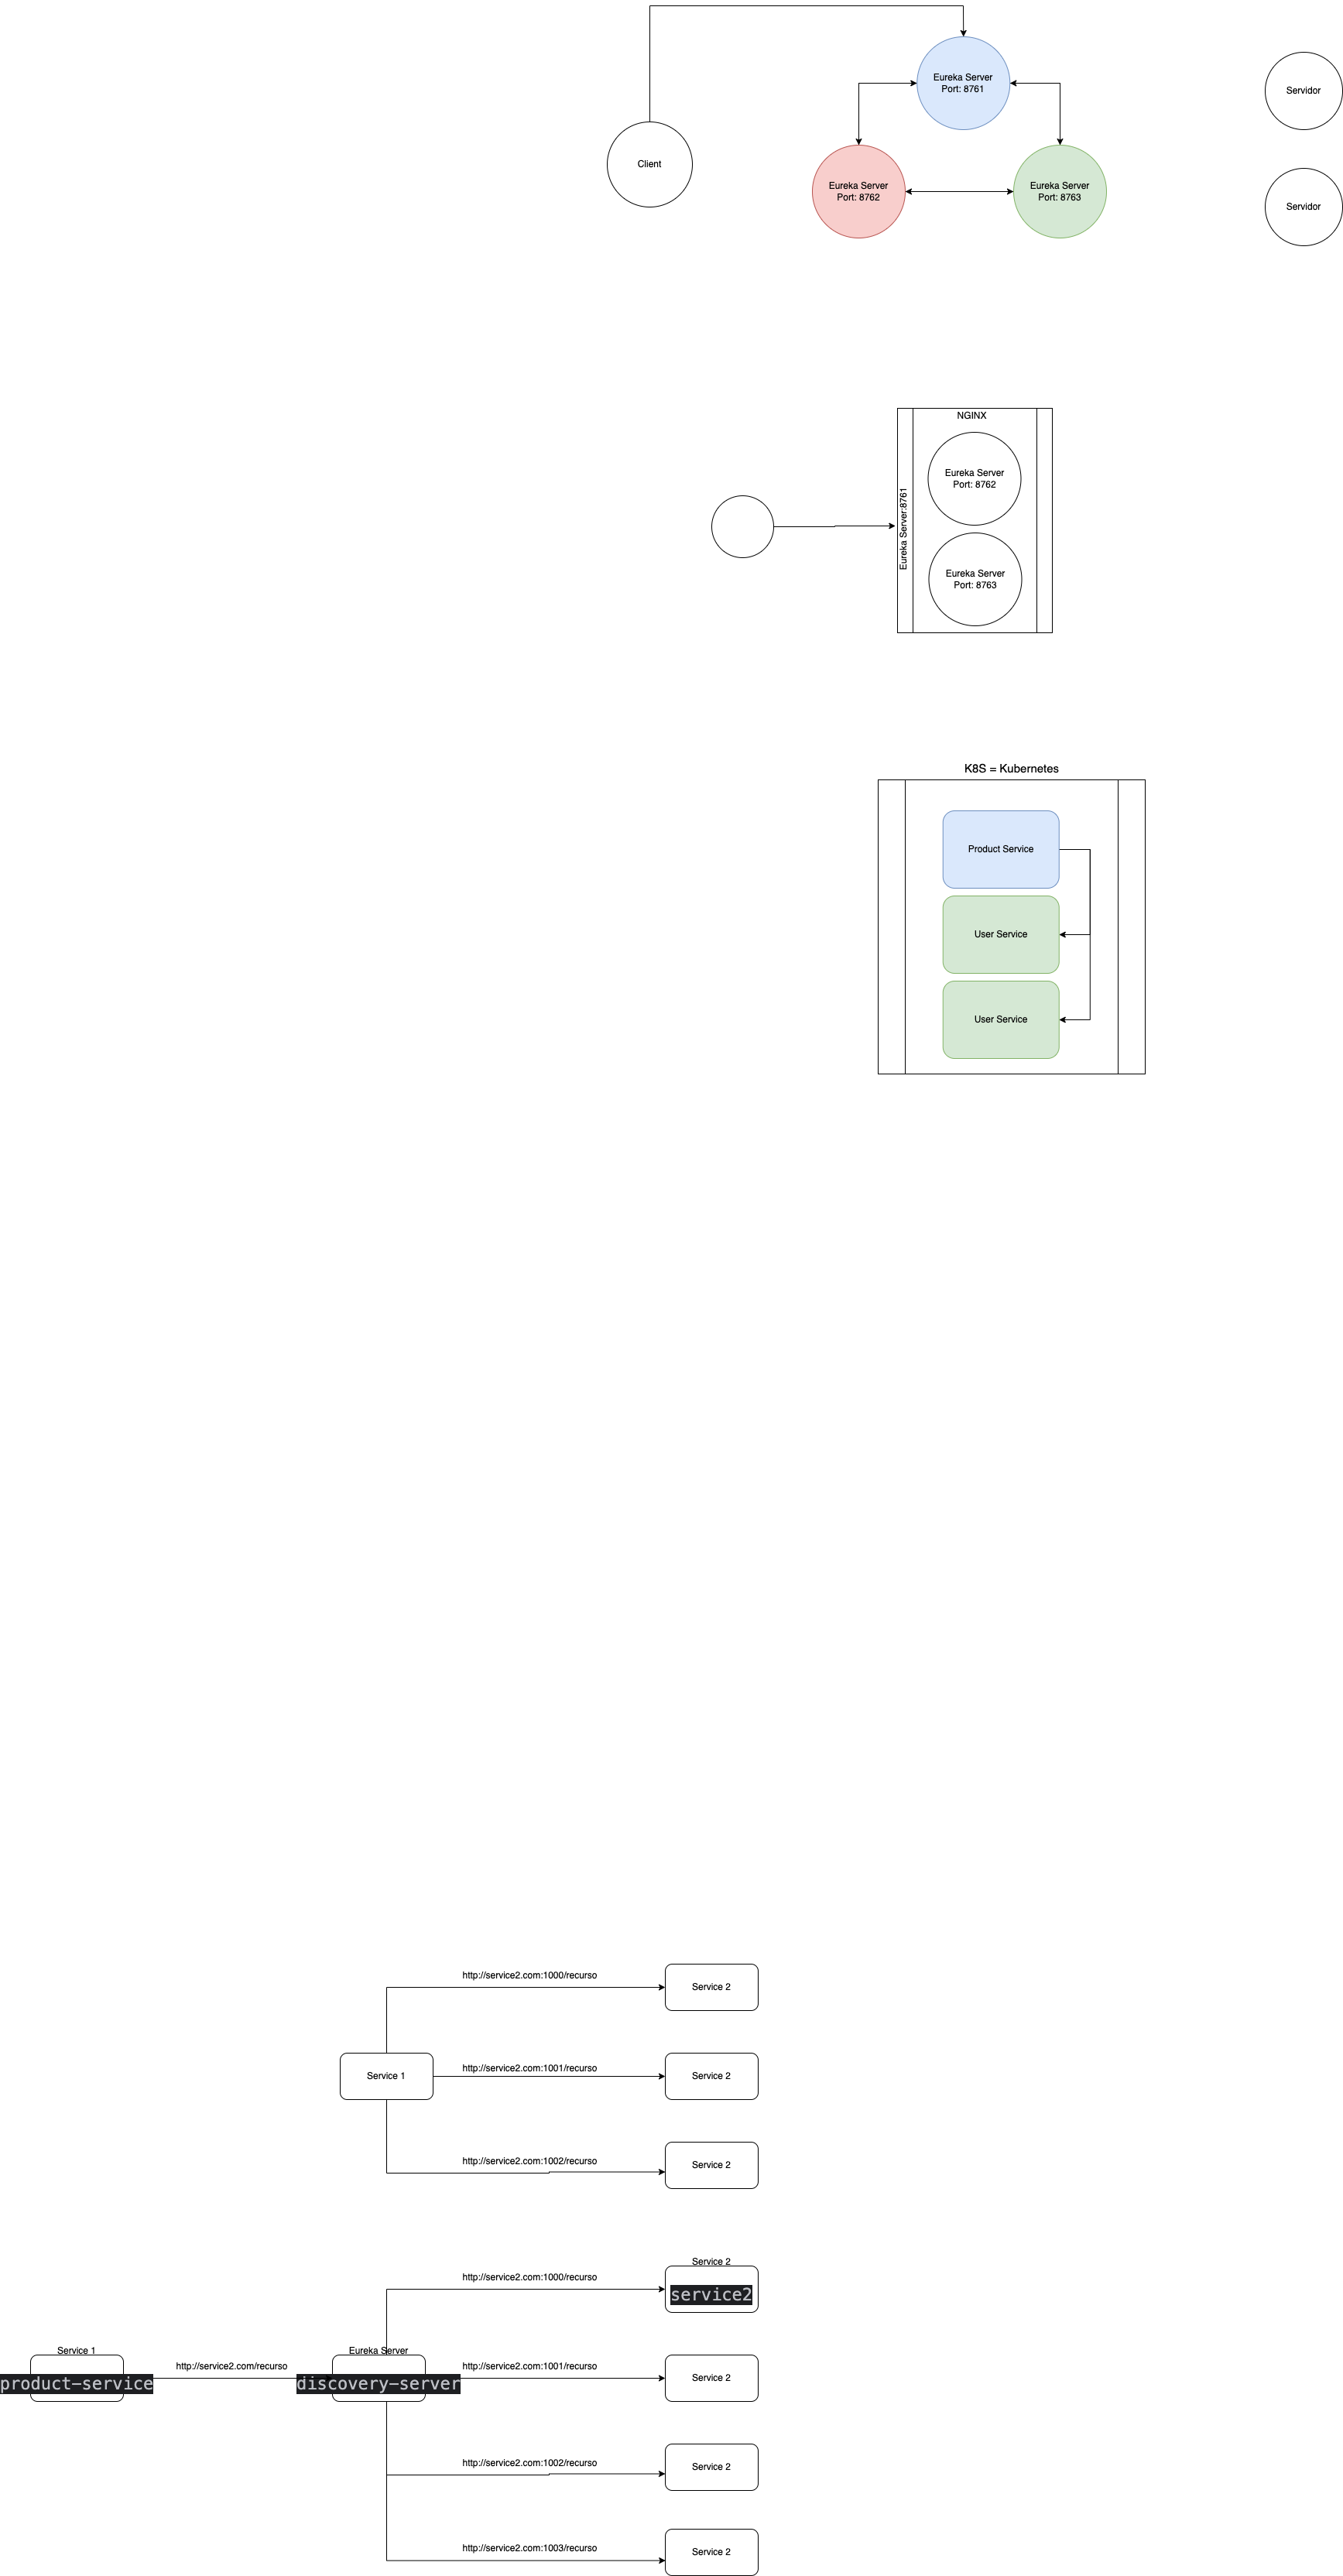 Eureka Server
Port: 8761
Servidor
Client
Eureka Server
Port: 8762
Eureka Server
Port: 8763
Servidor
NGINX
Eureka Server
Port: 8762
Eureka Server:8761
Eureka Server
Port: 8763
K8S = Kubernetes
Product Service
User Service
User Service
http://service2.com:1000/recurso
Service 2
http://service2.com:1001/recurso
Service 1
Service 2
http://service2.com:1002/recurso
Service 2
Service 2
http://service2.com:1000/recurso
service2
Service 1
Eureka Server
http://service2.com/recurso
http://service2.com:1001/recurso
product-service
discovery-server
Service 2
http://service2.com:1002/recurso
Service 2
http://service2.com:1003/recurso
Service 2